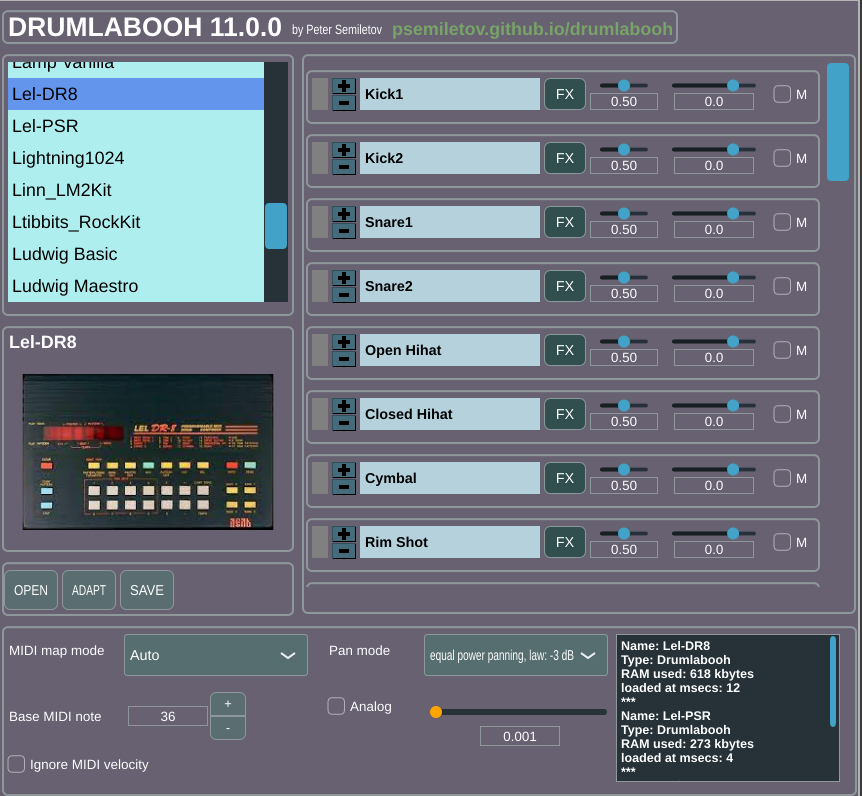 DRUMLABOOH 11.0.0 by Peter Semiletov psemiletov.github.io/drumlabooh
Lamp Vanilla
Lel-DR8
Lel-PSR
Lightning1024
Linn_LM2Kit
Ltibbits_RockKit
Ludwig Basic
Ludwig Maestro
Lel-DR8
LEL DR-8
OPEN ADAPT SAVE
Kick1 FX 0.50 0.0 M
Kick2 FX 0.50 0.0 M
Snare1 FX 0.50 0.0 M
Snare2 FX 0.50 0.0 M
Open Hihat FX 0.50 0.0 M
Closed Hihat FX 0.50 0.0 M
Cymbal FX 0.50 0.0 M
Rim Shot FX 0.50 0.0 M
MIDI map mode Auto
Base MIDI note 36 + -
Ignore MIDI velocity
Pan mode equal power panning, law: -3 dB
Analog
0.001
Name: Lel-DR8
Type: Drumlabooh
RAM used: 618 kbytes
loaded at msecs: 12
***
Name: Lel-PSR
Type: Drumlabooh
RAM used: 273 kbytes
loaded at msecs: 4
***